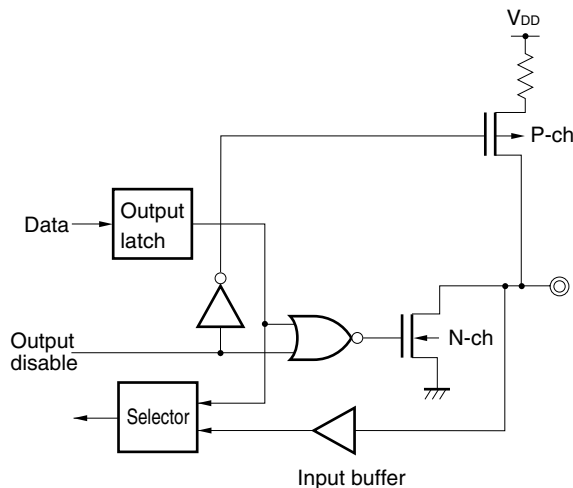 VDD
P-ch
Output
latch
Data
N-ch
Output
disable
Selector
Input buffer